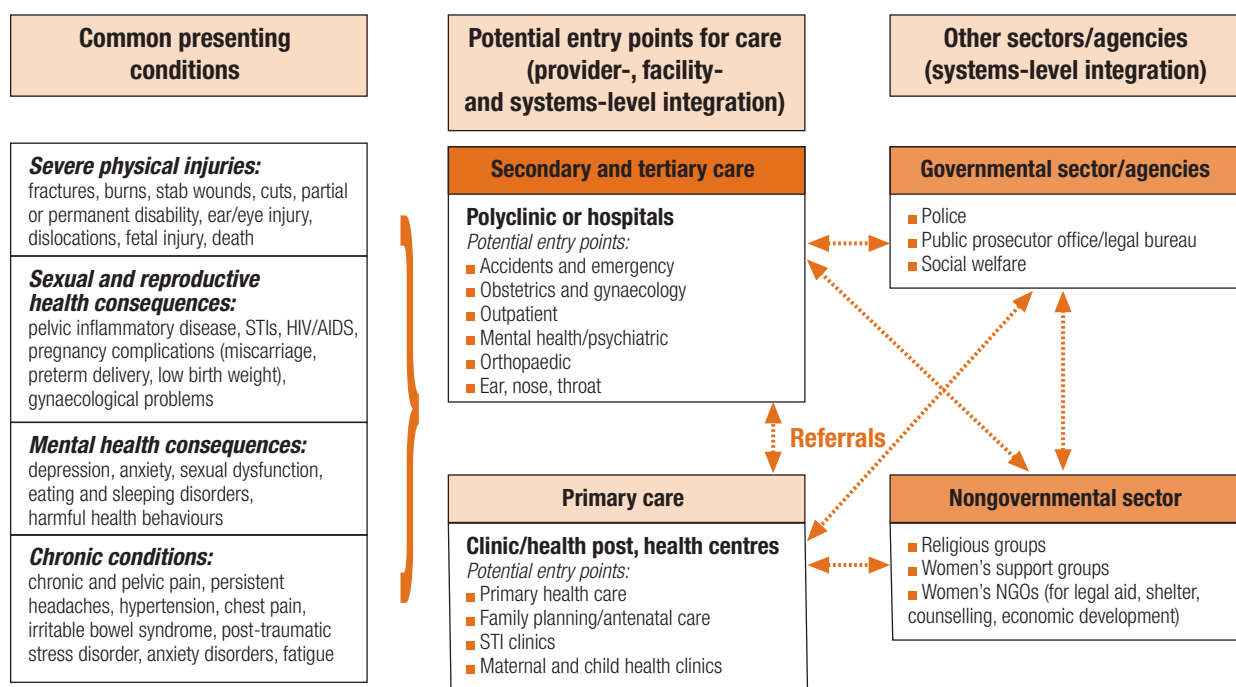 Common presenting
conditions
Severe physical injuries:
fractures, burns, stab wounds, cuts, partial
or permanent disability, ear/eye injury,
dislocations, fetal injury, death
Sexual and reproductive
health consequences:
pelvic inflammatory disease, STIs, HIV/AIDS,
pregnancy complications (miscarriage,
preterm delivery, low birth weight),
gynaecological problems
Mental health consequences:
depression, anxiety, sexual dysfunction,
eating and sleeping disorders,
harmful health behaviours
Chronic conditions:
chronic and pelvic pain, persistent
headaches, hypertension, chest pain,
irritable bowel syndrome, post-traumatic
stress disorder, anxiety disorders, fatigue
Potential entry points for care
(provider-, facility-
and systems-level integration)
Secondary and tertiary care
Polyclinic or hospitals
Potential entry points:
■ Accidents and emergency
■ Obstetrics and gynaecology
■ Outpatient
■ Mental health/psychiatric
■ Orthopaedic
■ Ear, nose, throat
Referrals
Primary care
Clinic/health post, health centres
Potential entry points:
■ Primary health care
■ Family planning/antenatal care
■ STI clinics
■ Maternal and child health clinics
Other sectors/agencies
(systems-level integration)
Governmental sector/agencies
■ Police
■ Public prosecutor office/legal bureau
■ Social welfare
Nongovernmental sector
■ Religious groups
■ Women's support groups
■ Women's NGOs (for legal aid, shelter,
counselling, economic development)